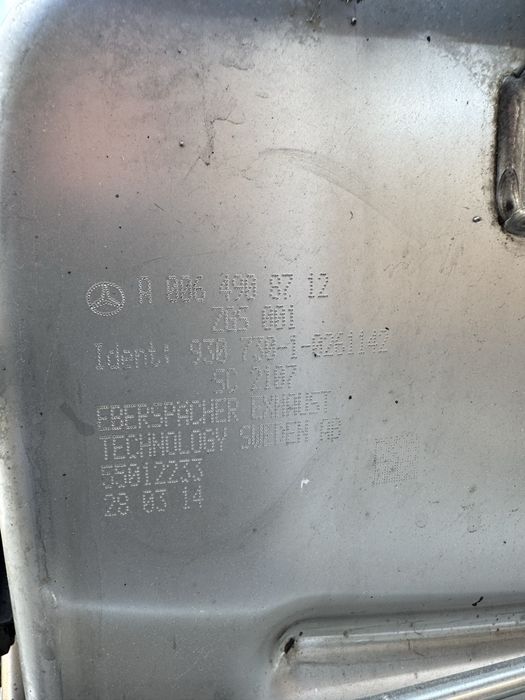 A 006 490 87 12
ZGS 001
Ident: 930 730-1-0261142
SC 2107
EBERSPACHER EXHAUST
TECHNOLOGY SWEDEN AB
55012233
28 03 14